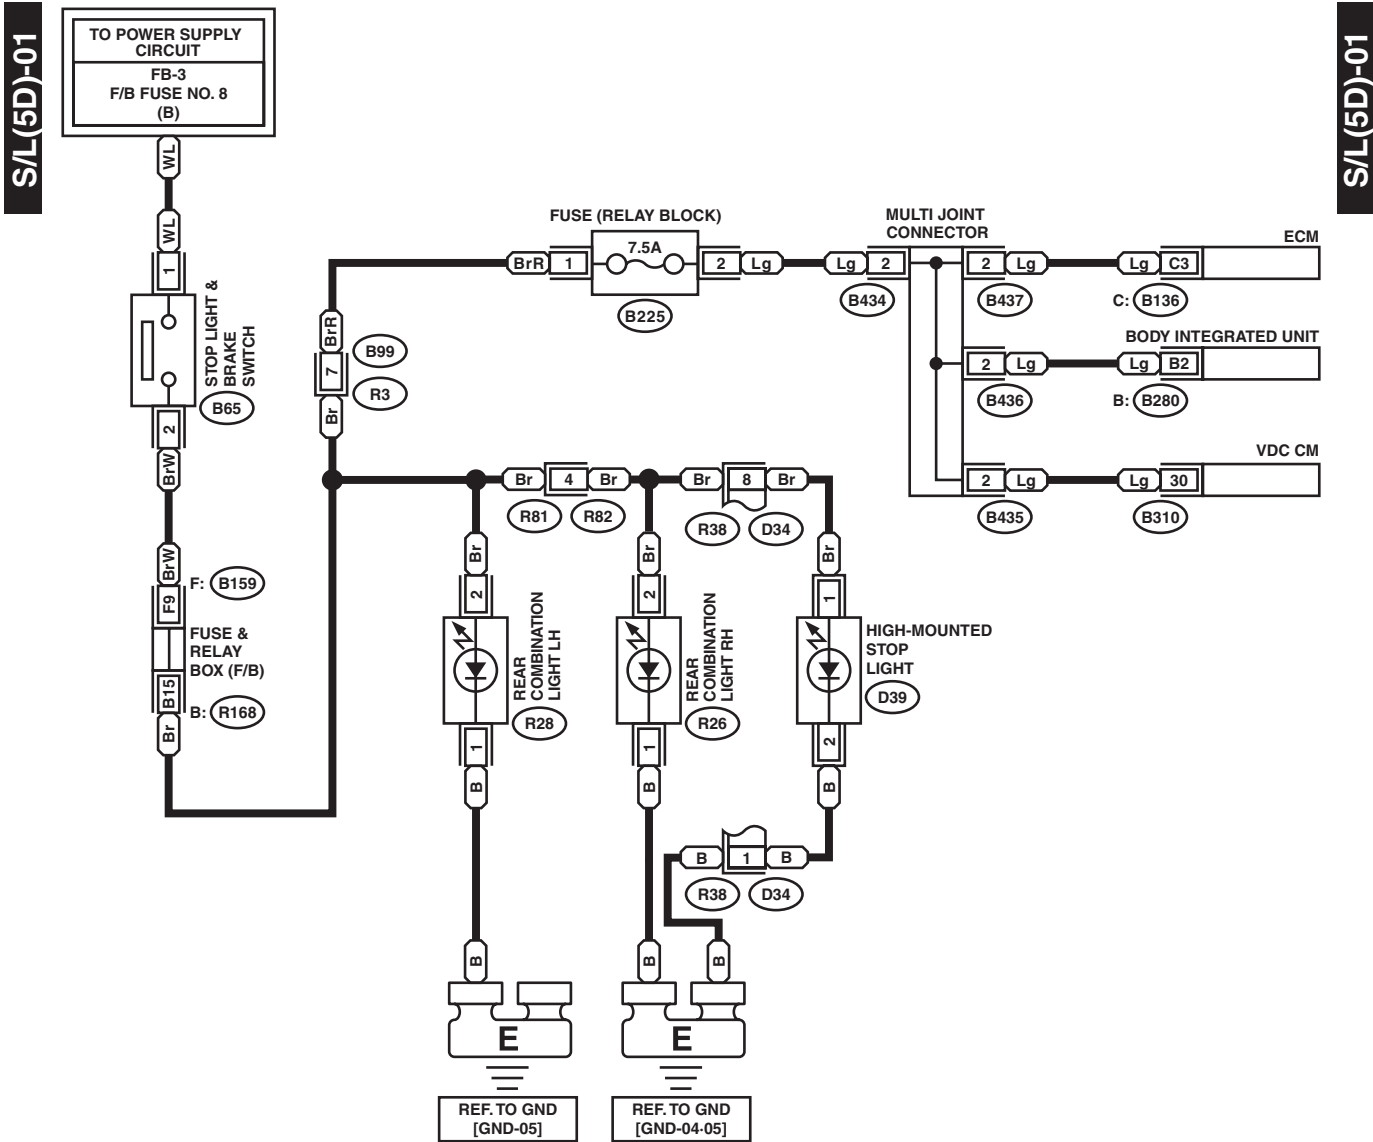 S/L(5D)-01
S/L(5D)-01
TO POWER SUPPLY
CIRCUIT
FB-3
F/B FUSE NO. 8
(B)
WL
WL
1
STOP LIGHT &
BRAKE
SWITCH
B65
2
BrW
BrW
F: B159
F9
FUSE &
RELAY
BOX (F/B)
B15
B: R168
Br
BrR
7
Br
B99
R3
FUSE (RELAY BLOCK)
BrR 1 7.5A 2 Lg
B225
MULTI JOINT
CONNECTOR
Lg 2
B434
2 Lg
B437
ECM
Lg C3
C: B136
BODY INTEGRATED UNIT
2 Lg
B436
Lg B2
B: B280
VDC CM
2 Lg
B435
Lg 30
B310
Br 4 Br
R81 R82
Br 8 Br
R38 D34
Br
2
REAR
COMBINATION
LIGHT LH
R28
1
B
B
Br
2
REAR
COMBINATION
LIGHT RH
R26
1
B
B
Br
1
HIGH-MOUNTED
STOP
LIGHT
D39
2
B
B 1 B
R38 D34
B
E
E
REF. TO GND
[GND-05]
REF. TO GND
[GND-04·05]